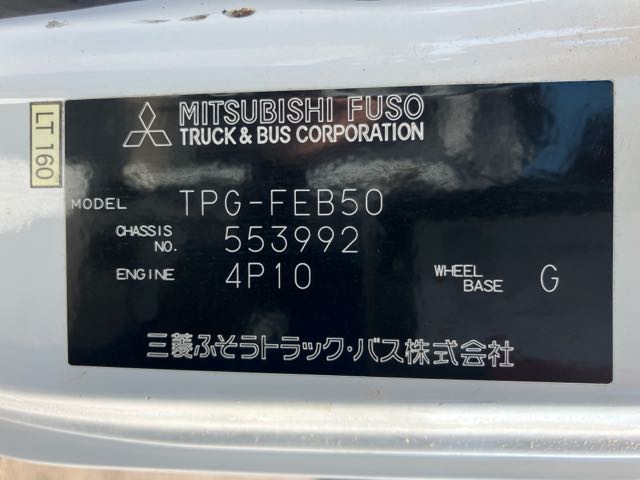 LT 160
MITSUBISHI FUSO
TRUCK & BUS CORPORATION
MODEL TPG-FEB50
CHASSIS NO. 553992
ENGINE 4P10 WHEEL BASE G
三菱ふそうトラック・バス株式会社